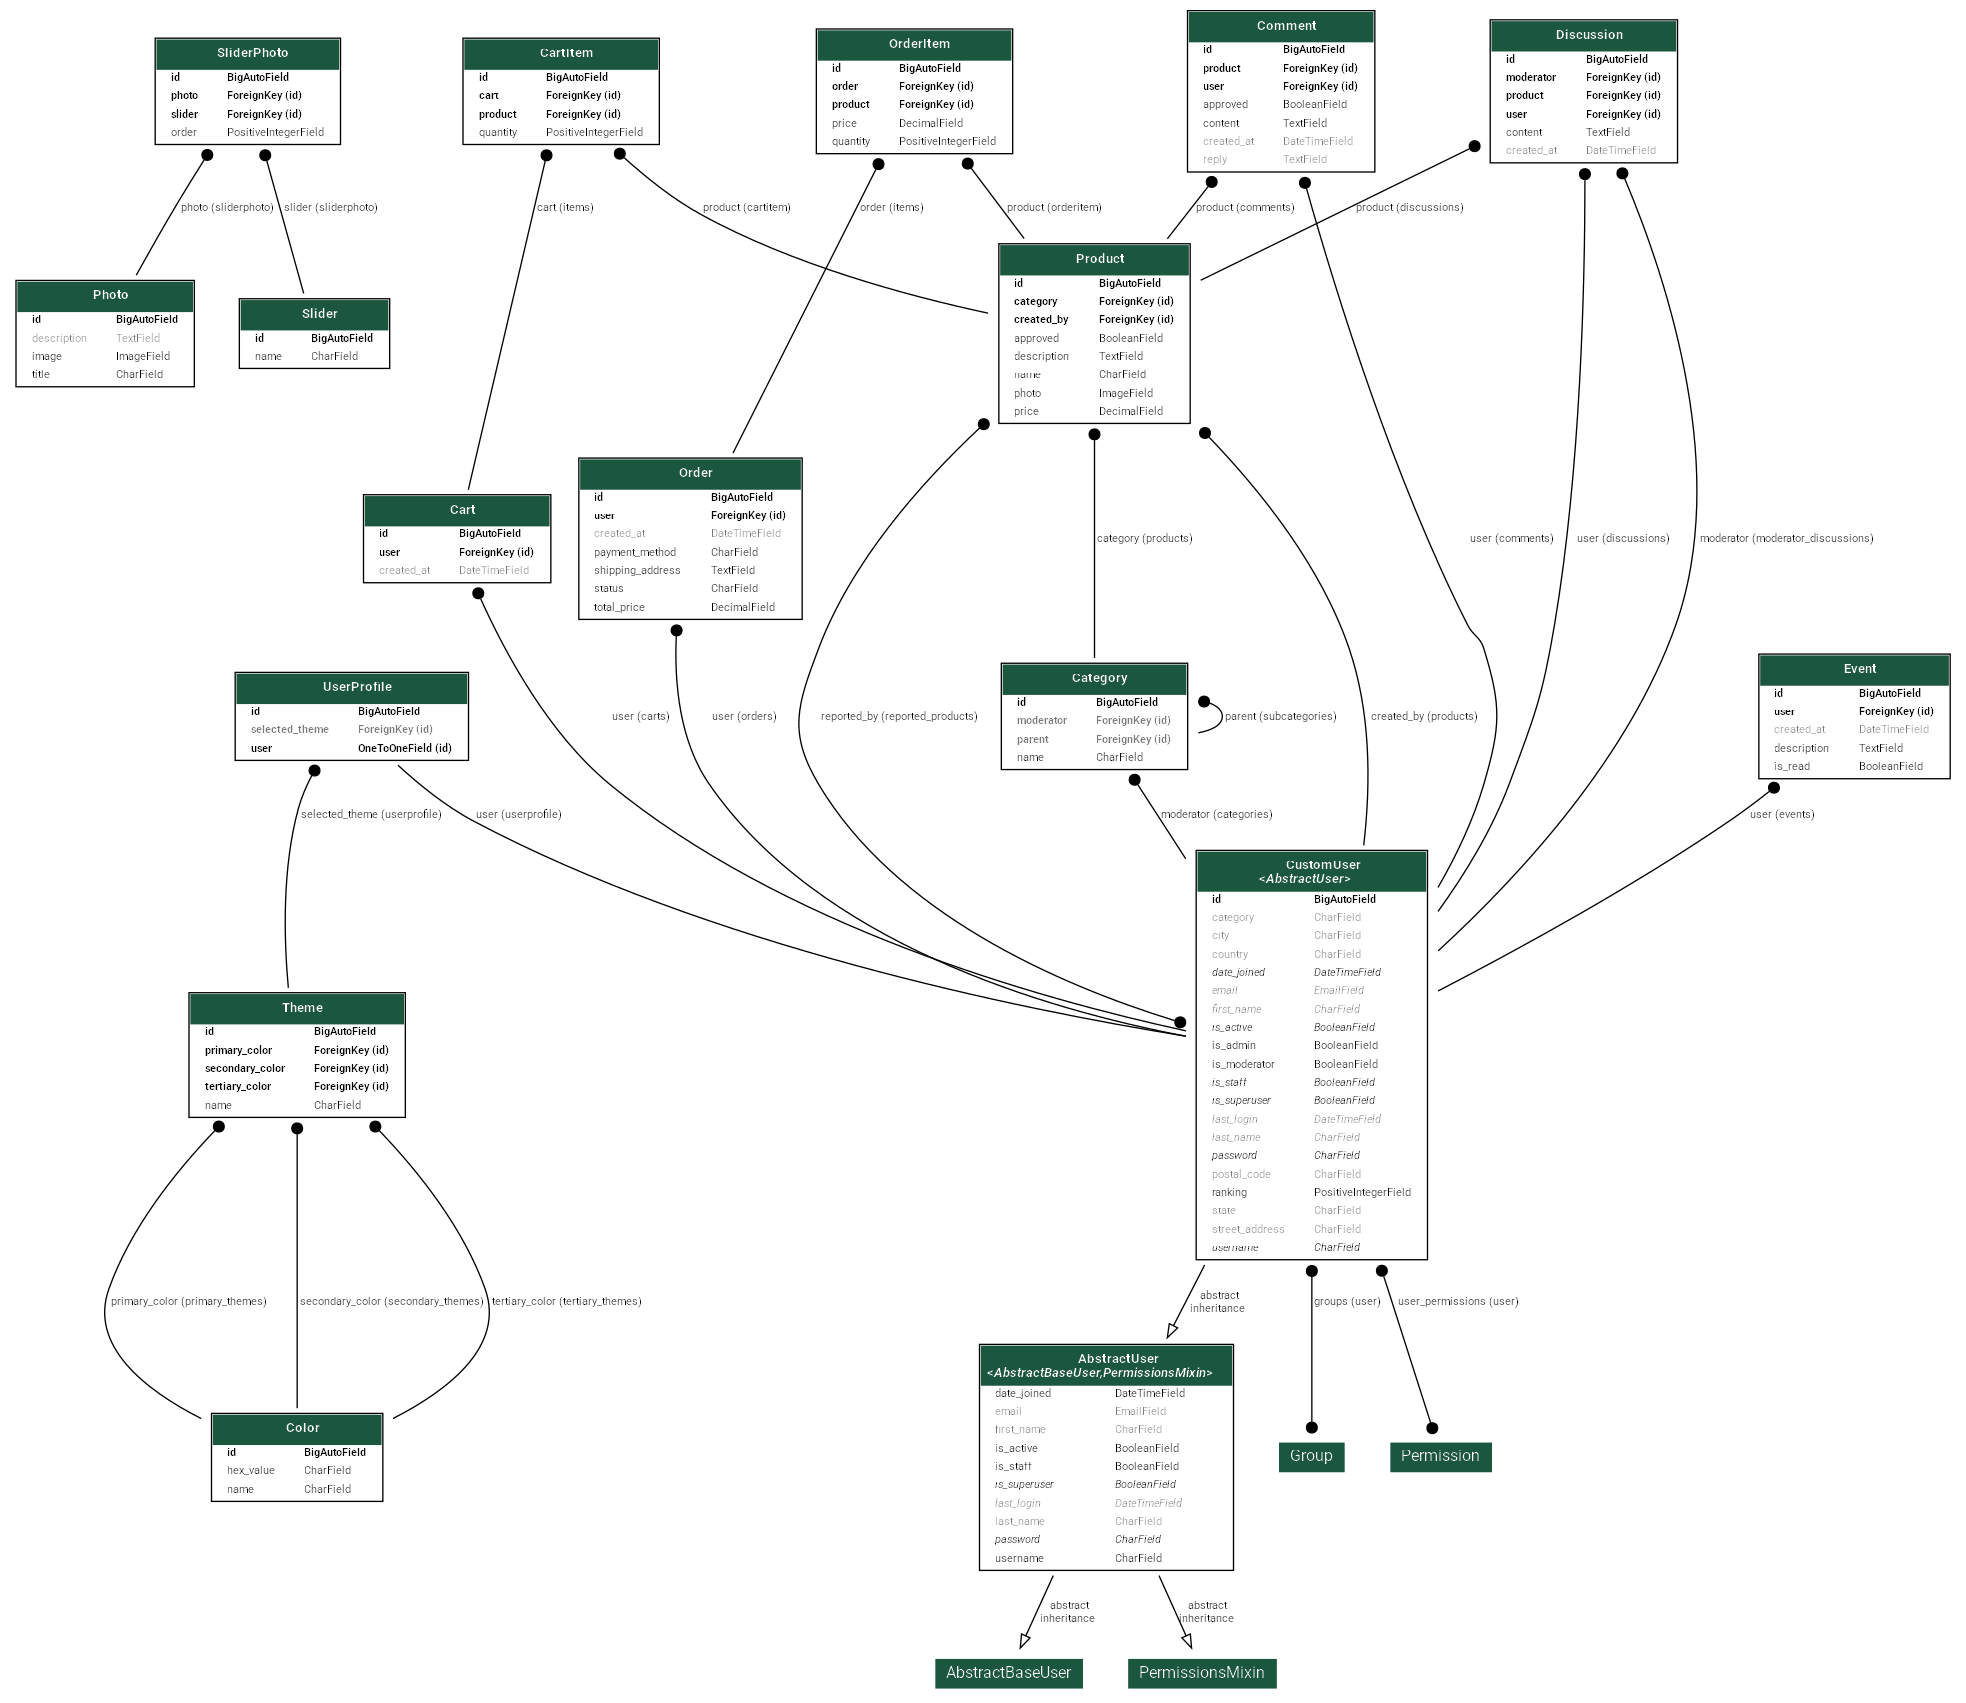 SliderPhoto
id BigAutoField
photo ForeignKey (id)
slider ForeignKey (id)
order PositiveIntegerField
CartItem
id BigAutoField
cart ForeignKey (id)
product ForeignKey (id)
quantity PositiveIntegerField
OrderItem
id BigAutoField
order ForeignKey (id)
product ForeignKey (id)
price DecimalField
quantity PositiveIntegerField
Comment
id BigAutoField
product ForeignKey (id)
user ForeignKey (id)
approved BooleanField
content TextField
created_at DateTimeField
reply TextField
Discussion
id BigAutoField
moderator ForeignKey (id)
product ForeignKey (id)
user ForeignKey (id)
content TextField
created_at DateTimeField
photo (sliderphoto)
slider (sliderphoto)
cart (items)
product (cartitem)
order (items)
product (orderitem)
product (comments)
product (discussions)
Photo
id BigAutoField
description TextField
image ImageField
title CharField
Slider
id BigAutoField
name CharField
Product
id BigAutoField
category ForeignKey (id)
created_by ForeignKey (id)
approved BooleanField
description TextField
name CharField
photo ImageField
price DecimalField
Cart
id BigAutoField
user ForeignKey (id)
created_at DateTimeField
Order
id BigAutoField
user ForeignKey (id)
created_at DateTimeField
payment_method CharField
shipping_address TextField
status CharField
total_price DecimalField
category (products)
user (comments)
user (discussions)
moderator (moderator_discussions)
UserProfile
id BigAutoField
selected_theme ForeignKey (id)
user OneToOneField (id)
user (carts)
user (orders)
reported_by (reported_products)
Category
id BigAutoField
moderator ForeignKey (id)
parent ForeignKey (id)
name CharField
parent (subcategories)
created_by (products)
Event
id BigAutoField
user ForeignKey (id)
created_at DateTimeField
description TextField
is_read BooleanField
selected_theme (userprofile)
user (userprofile)
moderator (categories)
user (events)
CustomUser
<AbstractUser>
id BigAutoField
category CharField
city CharField
country CharField
date_joined DateTimeField
email EmailField
first_name CharField
is_active BooleanField
is_admin BooleanField
is_moderator BooleanField
is_staff BooleanField
is_superuser BooleanField
last_login DateTimeField
last_name CharField
password CharField
postal_code CharField
ranking PositiveIntegerField
state CharField
street_address CharField
username CharField
Theme
id BigAutoField
primary_color ForeignKey (id)
secondary_color ForeignKey (id)
tertiary_color ForeignKey (id)
name CharField
primary_color (primary_themes)
secondary_color (secondary_themes)
tertiary_color (tertiary_themes)
abstract
inheritance
groups (user)
user_permissions (user)
Color
id BigAutoField
hex_value CharField
name CharField
AbstractUser
<AbstractBaseUser,PermissionsMixin>
date_joined DateTimeField
email EmailField
first_name CharField
is_active BooleanField
is_staff BooleanField
is_superuser BooleanField
last_login DateTimeField
last_name CharField
password CharField
username CharField
Group
Permission
abstract
inheritance
abstract
inheritance
AbstractBaseUser
PermissionsMixin